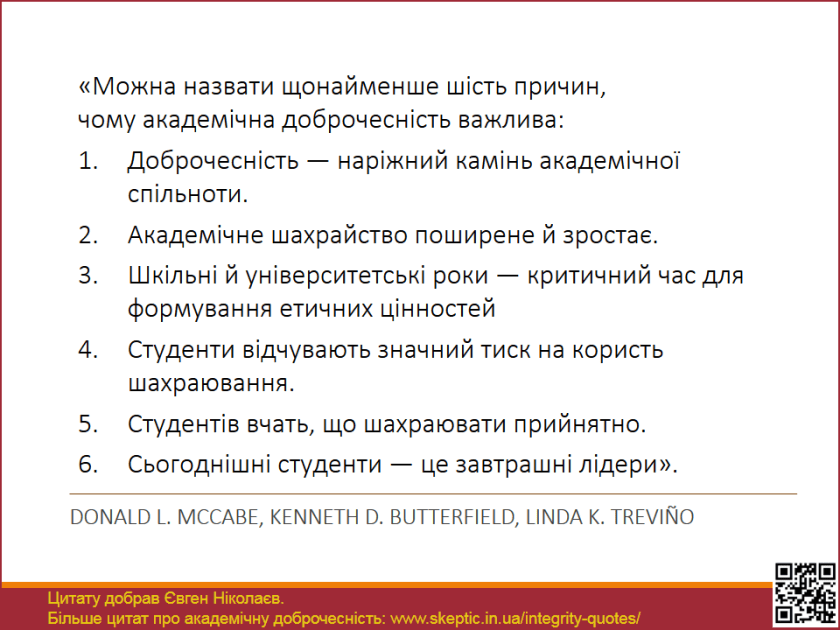 «Можна назвати щонайменше шість причин,
чому академічна доброчесність важлива:
1. Доброчесність — наріжний камінь академічної
спільноти.
2. Академічне шахрайство поширене й зростає.
3. Шкільні й університетські роки — критичний час для
формування етичних цінностей
4. Студенти відчувають значний тиск на користь
шахраювання.
5. Студентів вчать, що шахраювати прийнятно.
6. Сьогоднішні студенти — це завтрашні лідери».
DONALD L. MCCABE, KENNETH D. BUTTERFIELD, LINDA K. TREVIÑO
Цитату добрав Євген Ніколаєв.
Більше цитат про академічну доброчесність: www.skeptic.in.ua/integrity-quotes/